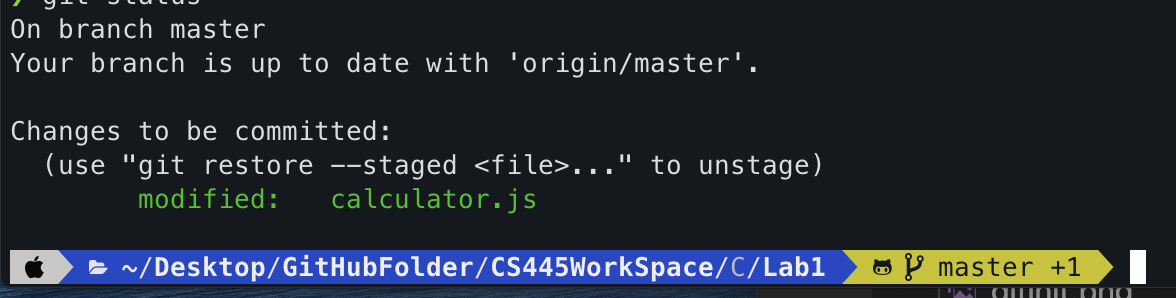 git status
On branch master
Your branch is up to date with 'origin/master'.
Changes to be committed:
(use "git restore --staged <file>..." to unstage)
modified: calculator.js
~/Desktop/GitHubFolder/CS445WorkSpace/C/Lab1 master +1